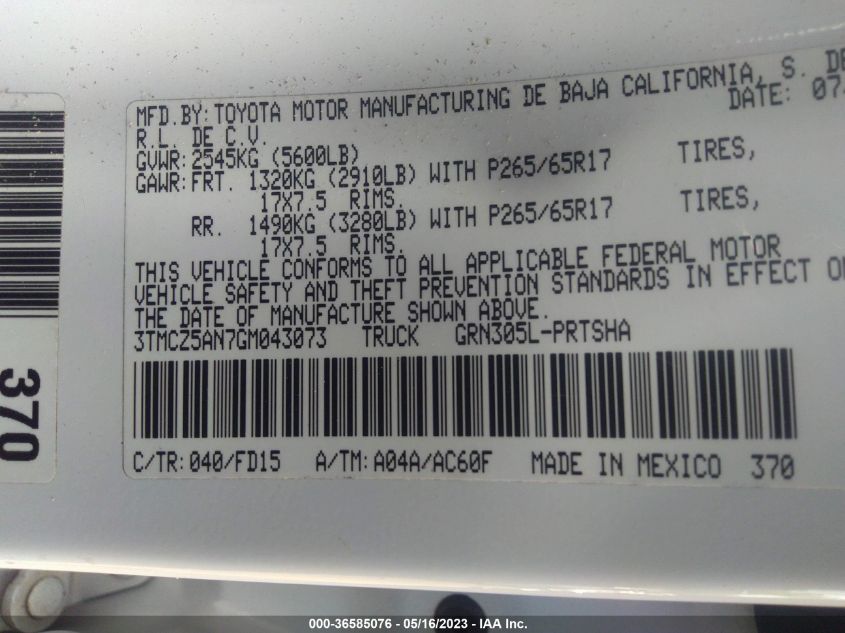 MFD.BY: TOYOTA MOTOR MANUFACTURING DE BAJA CALIFORNIA, S. DE
R.L. DE C.V. DATE: 07
GVWR: 2545KG (5600LB)
GAWR: FRT. 1320KG (2910LB) WITH P265/65R17 TIRES,
17X7.5 RIMS.
RR. 1490KG (3280LB) WITH P265/65R17 TIRES,
17X7.5 RIMS.
THIS VEHICLE CONFORMS TO ALL APPLICABLE FEDERAL MOTOR
VEHICLE SAFETY AND THEFT PREVENTION STANDARDS IN EFFECT
THE DATE OF MANUFACTURE SHOWN ABOVE.
3TMCZ5AN7GM043073 TRUCK GRN305L-PRTSHA
C/TR: 040/FD15 A/TM: A04A/AC60F MADE IN MEXICO 370
370
000-36585076 - 05/16/2023 - IAA Inc.